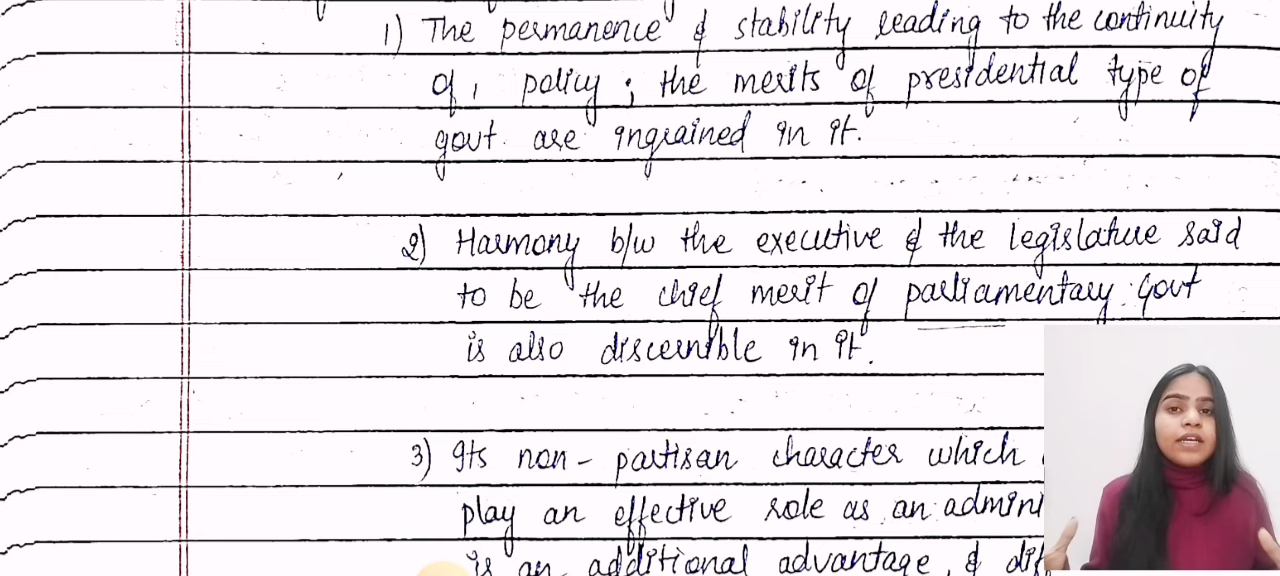 1) The permanence & stability leading to the continuity
of, policy ; the merits of presidential type of
govt. are ingrained in it.
2) Harmony b/w the executive & the legislature said
to be the chief merit of parliamentary govt
is also discernible in it.
3) Its non - partisan character which
play an effective role as an
is an additional advantage, &